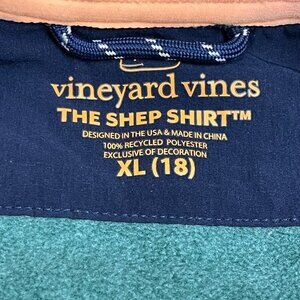 vineyard vines
THE SHEP SHIRT™
DESIGNED IN THE USA & MADE IN CHINA
100% RECYCLED POLYESTER
EXCLUSIVE OF DECORATION
XL (18)